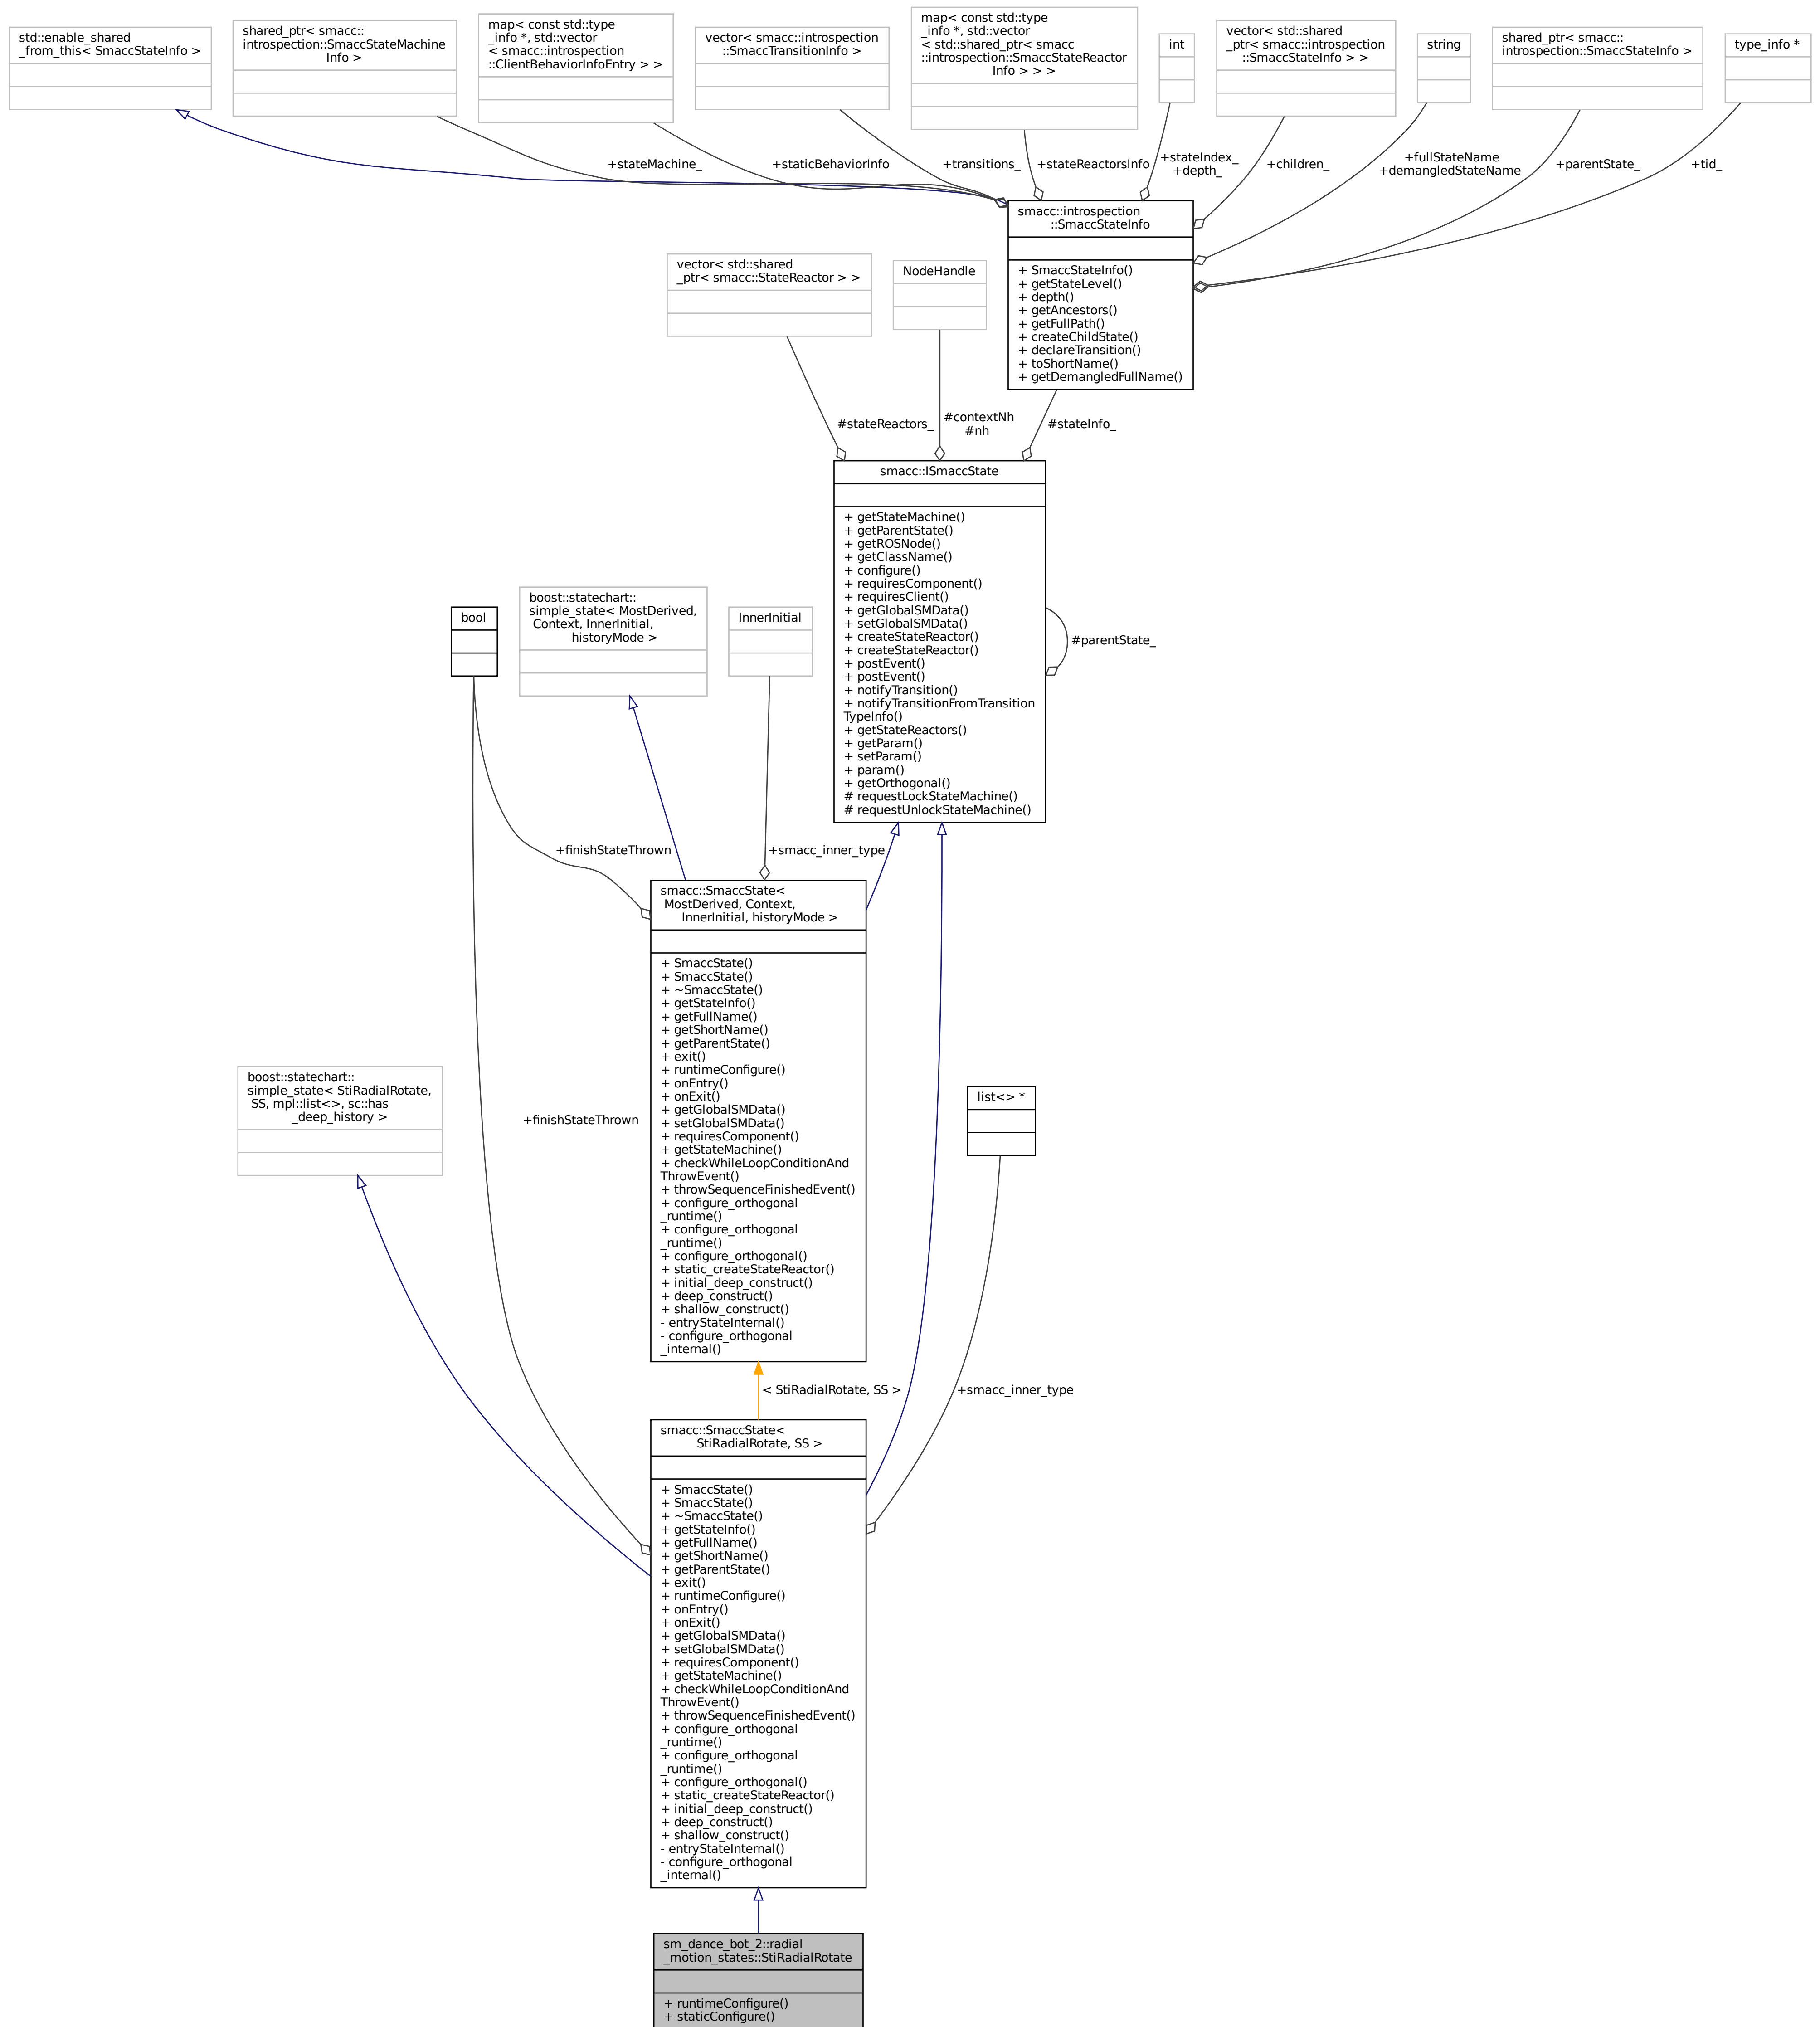 std::enable_shared
_from_this< SmaccStateInfo >
shared_ptr< smacc::
introspection::SmaccStateMachine
Info >
map< const std::type
_info *, std::vector
< smacc::introspection
::ClientBehaviorInfoEntry > >
vector< smacc::introspection
::SmaccTransitionInfo >
map< const std::type
_info *, std::vector
< std::shared_ptr< smacc
::introspection::SmaccStateReactor
Info > > >
int
vector< std::shared
_ptr< smacc::introspection
::SmaccStateInfo > >
string
shared_ptr< smacc::
introspection::SmaccStateInfo >
type_info *
+stateMachine_
+staticBehaviorInfo
+transitions_
+stateReactorsInfo
+stateIndex_
+depth_
+children_
+fullStateName
+demangledStateName
+parentState_
+tid_
smacc::introspection
::SmaccStateInfo
+ SmaccStateInfo()
+ getStateLevel()
+ depth()
+ getAncestors()
+ getFullPath()
+ createChildState()
+ declareTransition()
+ toShortName()
+ getDemangledFullName()
vector< std::shared
_ptr< smacc::StateReactor > >
NodeHandle
#stateReactors_
#contextNh
#nh
#stateInfo_
smacc::ISmaccState
+ getStateMachine()
+ getParentState()
+ getROSNode()
+ getClassName()
+ configure()
+ requiresComponent()
+ requiresClient()
+ getGlobalSMData()
+ setGlobalSMData()
+ createStateReactor()
+ createStateReactor()
+ postEvent()
+ postEvent()
+ notifyTransition()
+ notifyTransitionFromTransition
TypeInfo()
+ getStateReactors()
+ getParam()
+ setParam()
+ param()
+ getOrthogonal()
# requestLockStateMachine()
# requestUnlockStateMachine()
#parentState_
bool
boost::statechart::
simple_state< MostDerived,
Context, InnerInitial,
historyMode >
InnerInitial
+finishStateThrown
+smacc_inner_type
smacc::SmaccState<
MostDerived, Context,
InnerInitial, historyMode >
+ SmaccState()
+ SmaccState()
+ ~SmaccState()
+ getStateInfo()
+ getFullName()
+ getShortName()
+ getParentState()
+ exit()
+ runtimeConfigure()
+ onEntry()
+ onExit()
+ getGlobalSMData()
+ setGlobalSMData()
+ requiresComponent()
+ getStateMachine()
+ checkWhileLoopConditionAnd
ThrowEvent()
+ throwSequenceFinishedEvent()
+ configure_orthogonal
_runtime()
+ configure_orthogonal
_runtime()
+ configure_orthogonal()
+ static_createStateReactor()
+ initial_deep_construct()
+ deep_construct()
+ shallow_construct()
- entryStateInternal()
- configure_orthogonal
_internal()
boost::statechart::
simple_state< StiRadialRotate,
SS, mpl::list<>, sc::has
_deep_history >
+finishStateThrown
list<> *
< StiRadialRotate, SS >
+smacc_inner_type
smacc::SmaccState<
StiRadialRotate, SS >
+ SmaccState()
+ SmaccState()
+ ~SmaccState()
+ getStateInfo()
+ getFullName()
+ getShortName()
+ getParentState()
+ exit()
+ runtimeConfigure()
+ onEntry()
+ onExit()
+ getGlobalSMData()
+ setGlobalSMData()
+ requiresComponent()
+ getStateMachine()
+ checkWhileLoopConditionAnd
ThrowEvent()
+ throwSequenceFinishedEvent()
+ configure_orthogonal
_runtime()
+ configure_orthogonal
_runtime()
+ configure_orthogonal()
+ static_createStateReactor()
+ initial_deep_construct()
+ deep_construct()
+ shallow_construct()
- entryStateInternal()
- configure_orthogonal
_internal()
sm_dance_bot_2::radial
_motion_states::StiRadialRotate
+ runtimeConfigure()
+ staticConfigure()